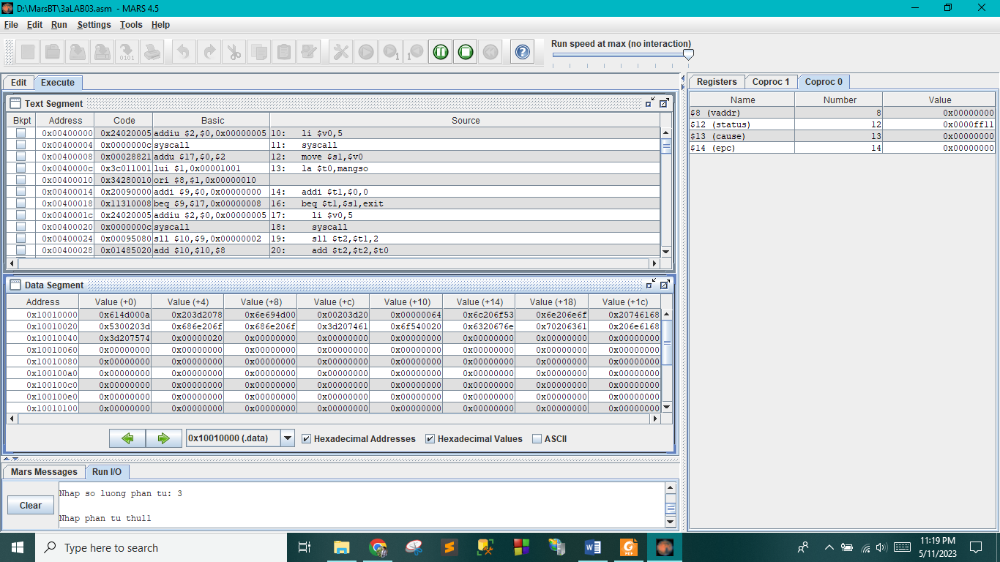 D:\MarsBT\3aLAB03.asm - MARS 4.5
File Edit Run Settings Tools Help
Run speed at max (no interaction)
Edit Execute
Text Segment
Bkpt Address Code Basic Source
0x00400000 0x24020005 addiu $2,$0,0x00000005 10: li $v0,5
0x00400004 0x0000000c syscall 11: syscall
0x00400008 0x00028821 addu $17,$0,$2 12: move $s1,$v0
0x0040000c 0x3c011001 lui $1,0x00001001 13: la $t0,mangso
0x00400010 0x34280010 ori $8,$1,0x00000010
0x00400014 0x20090000 addi $9,$0,0x00000000 14: addi $t1,$0,0
0x00400018 0x11310008 beq $9,$17,0x00000008 16: beq $t1,$s1,exit
0x0040001c 0x24020005 addiu $2,$0,0x00000005 17: li $v0,5
0x00400020 0x0000000c syscall 18: syscall
0x00400024 0x00095080 sll $10,$9,0x00000002 19: sll $t2,$t1,2
0x00400028 0x01485020 add $10,$10,$8 20: add $t2,$t2,$t0
Data Segment
Address Value (+0) Value (+4) Value (+8) Value (+c) Value (+10) Value (+14) Value (+18) Value (+1c)
0x10010000 0x614d000a 0x203d2078 0x6e694d00 0x00203d20 0x00000064 0x6c206f53 0x6e206e6f 0x20746168
0x10010020 0x5300203d 0x686e206f 0x686e206f 0x3d207461 0x6f540020 0x6320676e 0x70206361 0x206e6168
0x10010040 0x3d207574 0x00000020 0x00000000 0x00000000 0x00000000 0x00000000 0x00000000 0x00000000
0x10010060 0x00000000 0x00000000 0x00000000 0x00000000 0x00000000 0x00000000 0x00000000 0x00000000
0x10010080 0x00000000 0x00000000 0x00000000 0x00000000 0x00000000 0x00000000 0x00000000 0x00000000
0x100100a0 0x00000000 0x00000000 0x00000000 0x00000000 0x00000000 0x00000000 0x00000000 0x00000000
0x100100c0 0x00000000 0x00000000 0x00000000 0x00000000 0x00000000 0x00000000 0x00000000 0x00000000
0x100100e0 0x00000000 0x00000000 0x00000000 0x00000000 0x00000000 0x00000000 0x00000000 0x00000000
0x10010100 0x00000000 0x00000000 0x00000000 0x00000000 0x00000000 0x00000000 0x00000000 0x00000000
0x10010000 (.data) Hexadecimal Addresses Hexadecimal Values ASCII
Mars Messages Run I/O
Clear
Nhap so luong phan tu: 3
Nhap phan tu thu11
Registers Coproc 1 Coproc 0
Name Number Value
$8 (vaddr) 8 0x00000000
$12 (status) 12 0x0000ff11
$13 (cause) 13 0x00000000
$14 (epc) 14 0x00000000
Type here to search
11:19 PM
5/11/2023